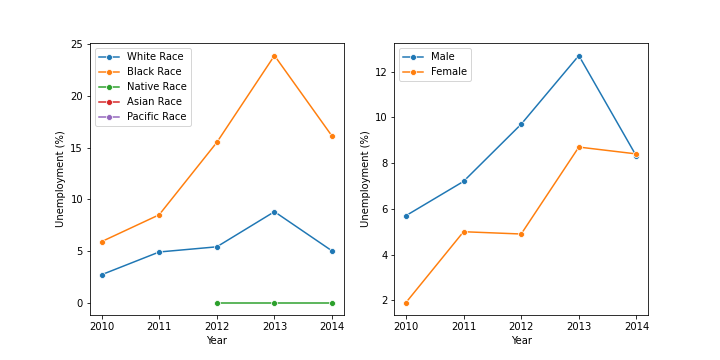 25
20
15
10
5
0
Unemployment (%)
White Race
Black Race
Native Race
Asian Race
Pacific Race
2010 2011 2012 2013 2014
Year
12
10
8
6
4
2
Unemployment (%)
Male
Female
2010 2011 2012 2013 2014
Year